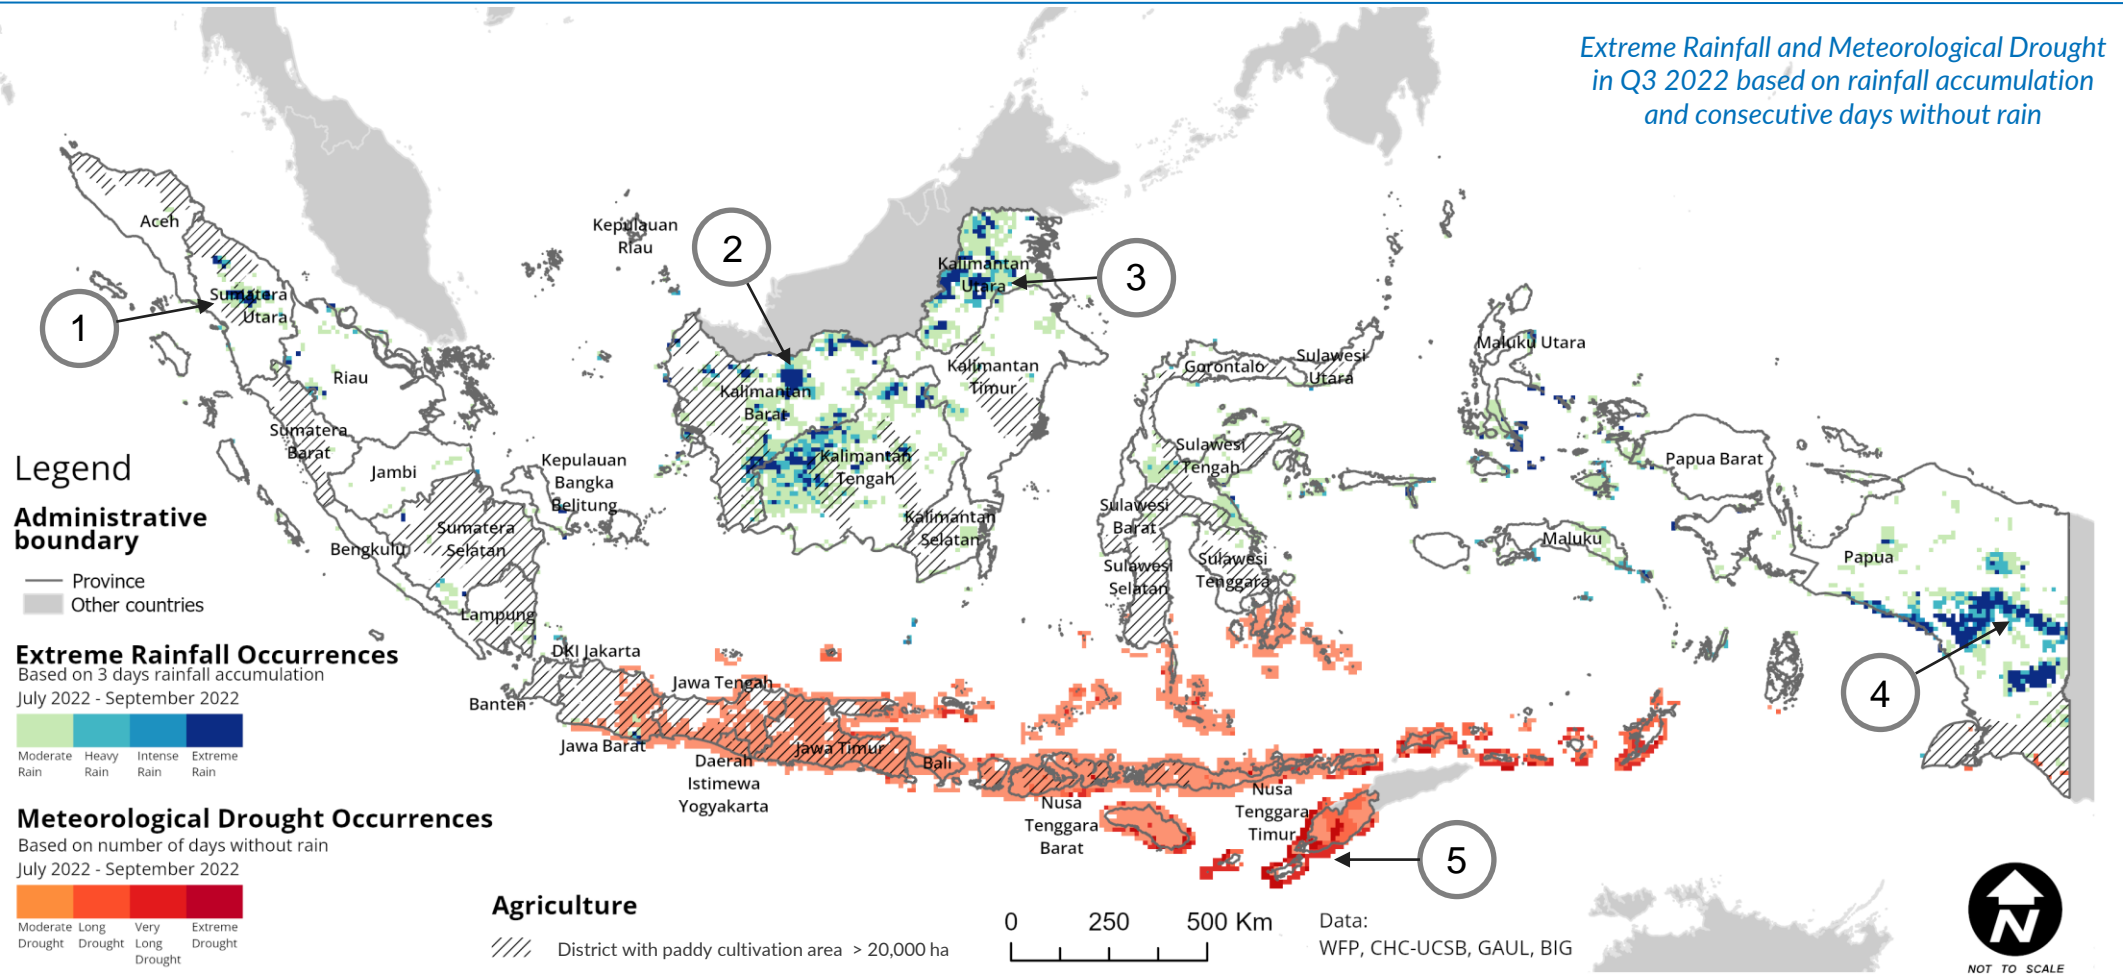 Extreme Rainfall and Meteorological Drought
in Q3 2022 based on rainfall accumulation
and consecutive days without rain
Aceh
Kepulauan
Riau
2
Kalimantan
Utara
3
1
Sumatera
Utara
Riau
Kalimantan
Barat
Kalimantan
Timur
Gorontalo
Sulawesi
Utara
Maluku Utara
Sumatera
Barat
Jambi
Kepulauan
Bangka
Belitung
Kalimantan
Tengah
Sulawesi
Tengah
Papua Barat
Sumatera
Selatan
Bengkulu
Kalimantan
Selatan
Sulawesi
Barat
Sulawesi
Selatan
Sulawesi
Tenggara
Maluku
Papua
Lampung
4
DKI Jakarta
Banten
Jawa Tengah
Jawa Barat
Jawa Timur
Daerah
Istimewa
Yogyakarta
Bali
Nusa
Tenggara
Barat
Nusa
Tenggara
Timur
5
Legend
Administrative
boundary
Province
Other countries
Extreme Rainfall Occurrences
Based on 3 days rainfall accumulation
July 2022 - September 2022
Moderate
Rain
Heavy
Rain
Intense
Rain
Extreme
Rain
Meteorological Drought Occurrences
Based on number of days without rain
July 2022 - September 2022
Moderate
Drought
Long
Drought
Very
Long
Drought
Extreme
Drought
Agriculture
District with paddy cultivation area > 20,000 ha
0 250 500 Km
Data:
WFP, CHC-UCSB, GAUL, BIG
N
NOT TO SCALE